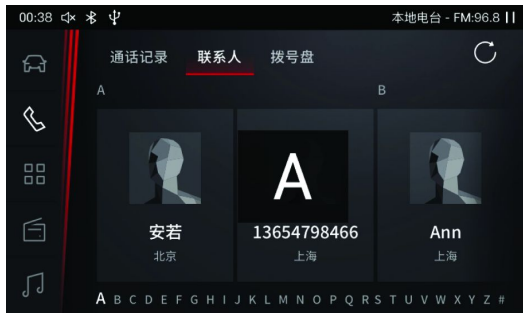 00:38 本地电台 - FM:96.8
通话记录 联系人 拨号盘
A B
A
安若 13654798466 Ann
北京 上海 上海
A B C D E F G H I J K L M N O P Q R S T U V W X Y Z #